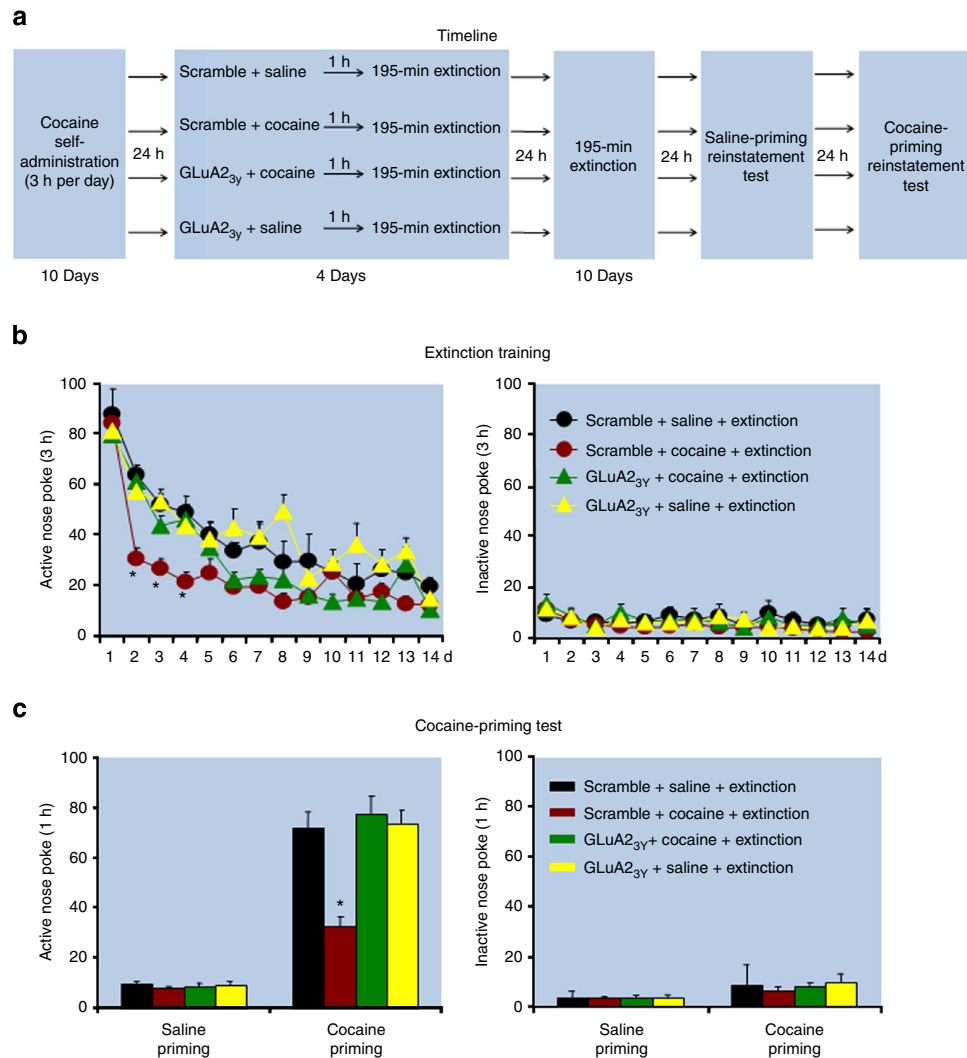 a
Timeline
Cocaine
self-
administration
(3 h per day)
24 h
Scramble + saline
1 h
195-min extinction
Scramble + cocaine
1 h
195-min extinction
GLuA23y + cocaine
1 h
195-min extinction
GLuA23y + saline
1 h
195-min extinction
24 h
195-min
extinction
24 h
Saline-priming
reinstatement
test
24 h
Cocaine-
priming
reinstatement
test
10 Days
4 Days
10 Days
b
Extinction training
Active nose poke (3 h)
100
80
60
40
20
0
* * *
1 2 3 4 5 6 7 8 9 10 11 12 13 14 d
Inactive nose poke (3 h)
100
80
60
40
20
0
Scramble + saline + extinction
Scramble + cocaine + extinction
GLuA23Y + cocaine + extinction
GLuA23Y + saline + extinction
1 2 3 4 5 6 7 8 9 10 11 12 13 14 d
c
Cocaine-priming test
Active nose poke (1 h)
100
80
60
40
20
0
*
Saline
priming
Cocaine
priming
Inactive nose poke (1 h)
100
80
60
40
20
0
Scramble + saline + extinction
Scramble + cocaine + extinction
GLuA23Y+ cocaine + extinction
GLuA23Y + saline + extinction
Saline
priming
Cocaine
priming